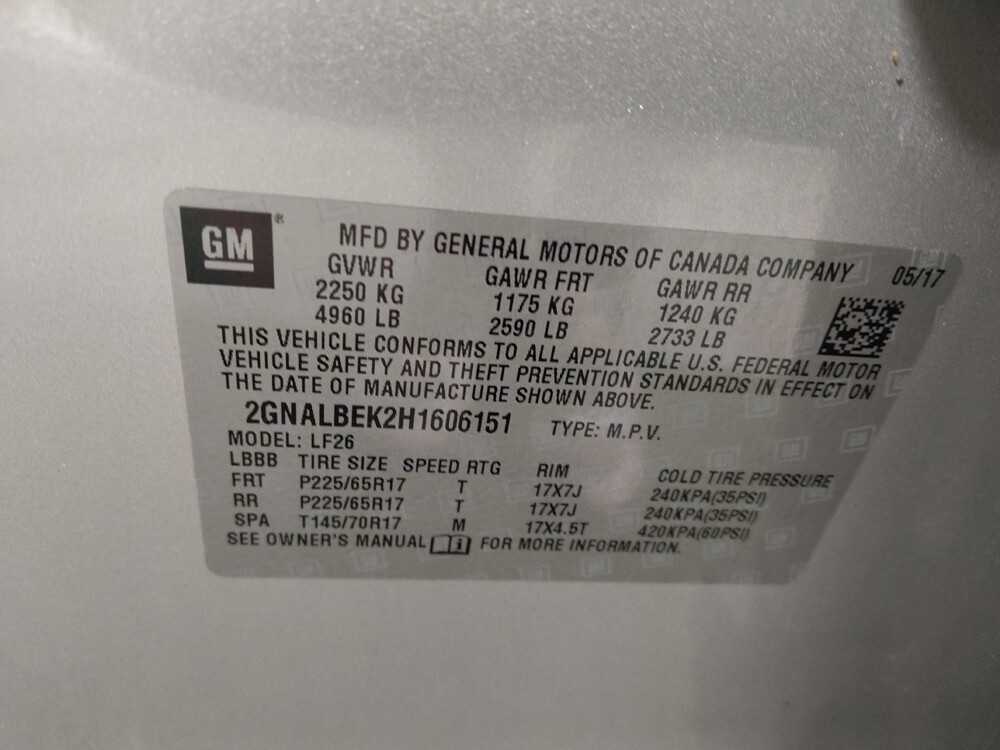 GM ®
MFD BY GENERAL MOTORS OF CANADA COMPANY 05/17
GVWR GAWR FRT GAWR RR
2250 KG 1175 KG 1240 KG
4960 LB 2590 LB 2733 LB
THIS VEHICLE CONFORMS TO ALL APPLICABLE U.S. FEDERAL MOTOR
VEHICLE SAFETY AND THEFT PREVENTION STANDARDS IN EFFECT ON
THE DATE OF MANUFACTURE SHOWN ABOVE.
2GNALBEK2H1606151 TYPE: M.P.V.
MODEL: LF26
LBBB TIRE SIZE SPEED RTG RIM COLD TIRE PRESSURE
FRT P225/65R17 T 17X7J 240KPA(35PSI)
RR P225/65R17 T 17X7J 240KPA(35PSI)
SPA T145/70R17 M 17X4.5T 420KPA(60PSI)
SEE OWNER'S MANUAL FOR MORE INFORMATION.